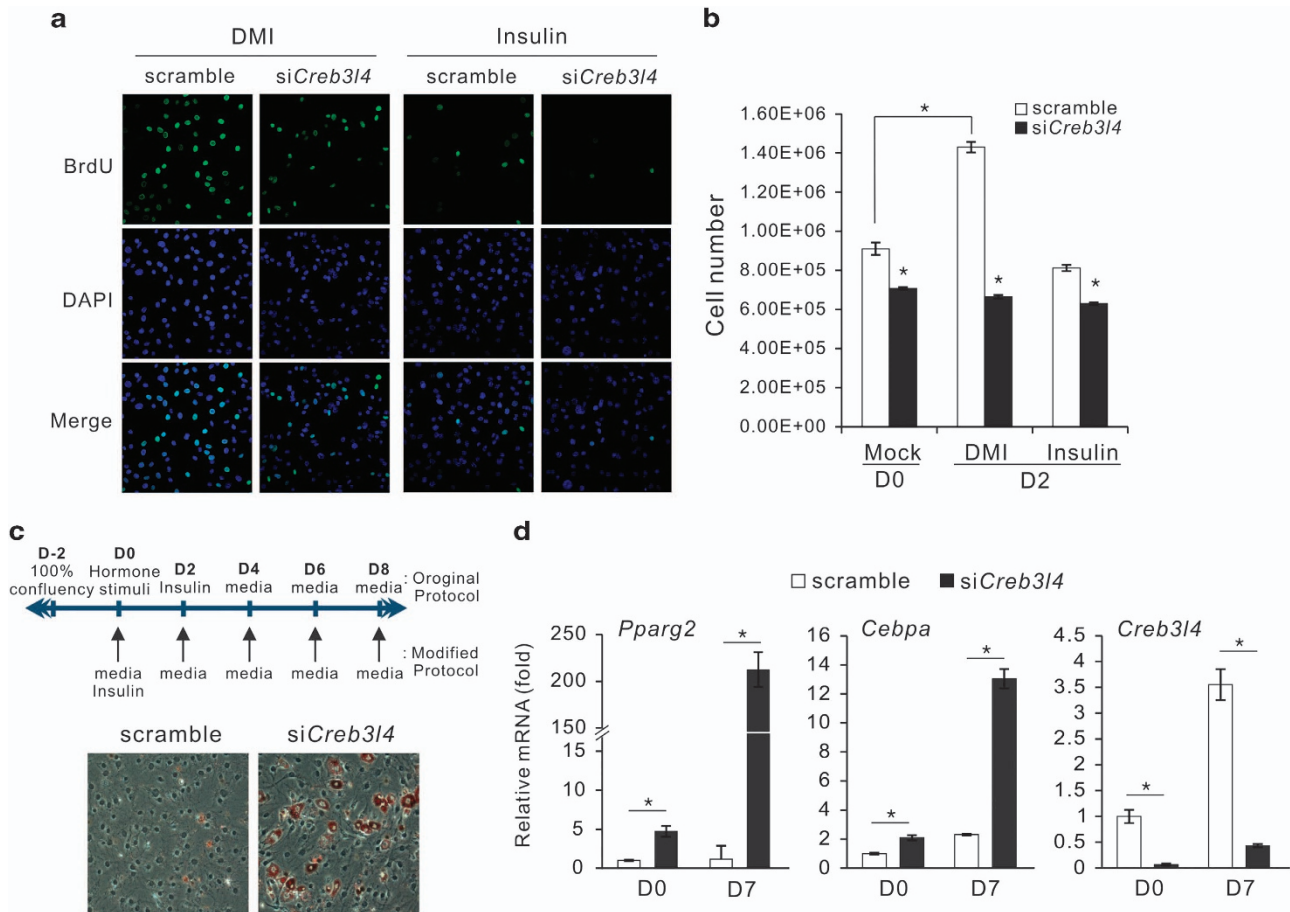 a
DMI
Insulin
scramble
siCreb3l4
scramble
siCreb3l4
BrdU
DAPI
Merge
b
scramble
siCreb3l4
Cell number
1.60E+06
1.40E+06
1.20E+06
1.00E+06
8.00E+05
6.00E+05
4.00E+05
2.00E+05
0.00E+00
*
*
*
*
Mock
DMI
Insulin
D0
D2
c
D-2
100%
confluency
D0
Hormone
stimuli
D2
Insulin
D4
media
D6
media
D8
media
: Oroginal
Protocol
media
Insulin
media
media
media
media
: Modified
Protocol
scramble
siCreb3l4
d
scramble
siCreb3l4
Relative mRNA (fold)
Pparg2
250
200
150
100
50
15
10
5
0
*
*
D0
D7
Cebpa
16
14
12
10
8
6
4
2
0
*
*
D0
D7
Creb3l4
4.5
4
3.5
3
2.5
2
1.5
1
0.5
0
*
*
D0
D7